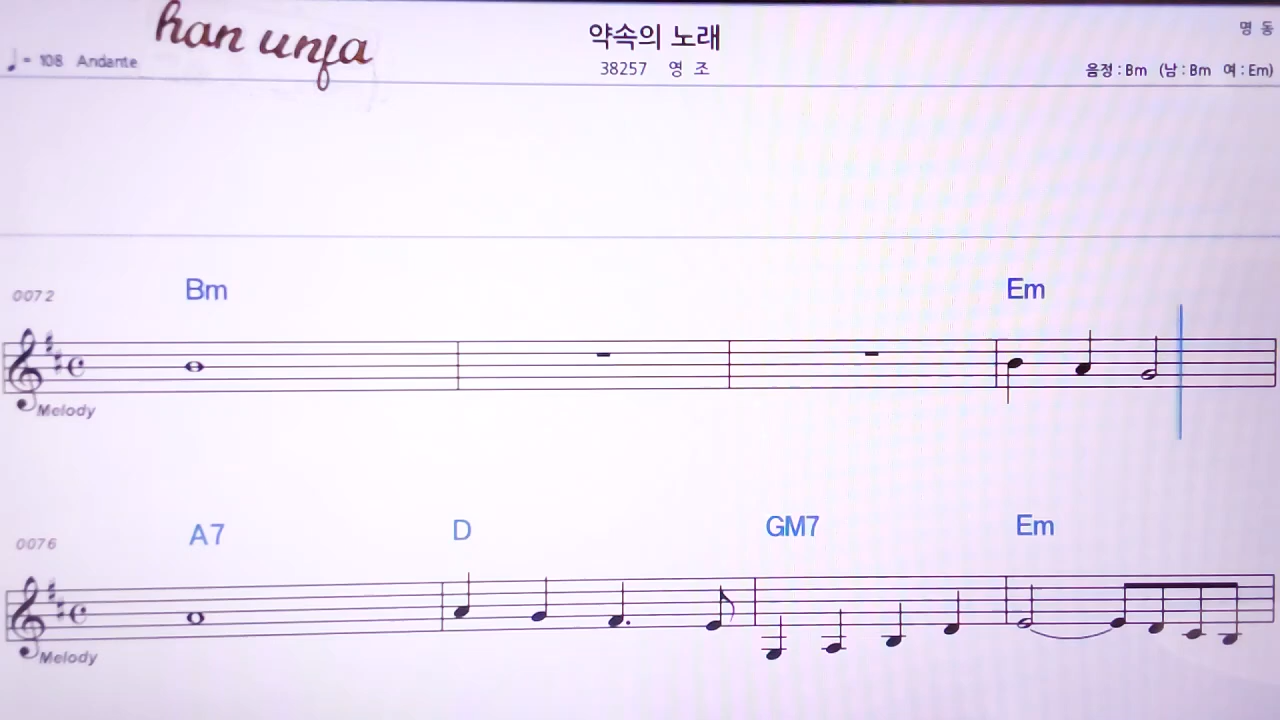 han unfa
약속의 노래
명 동
♩= 108 Andante
38257 영 조
음정 : Bm (남 : Bm 여 : Em)
0072 Bm Em
Melody
0076 A7 D GM7 Em
Melody